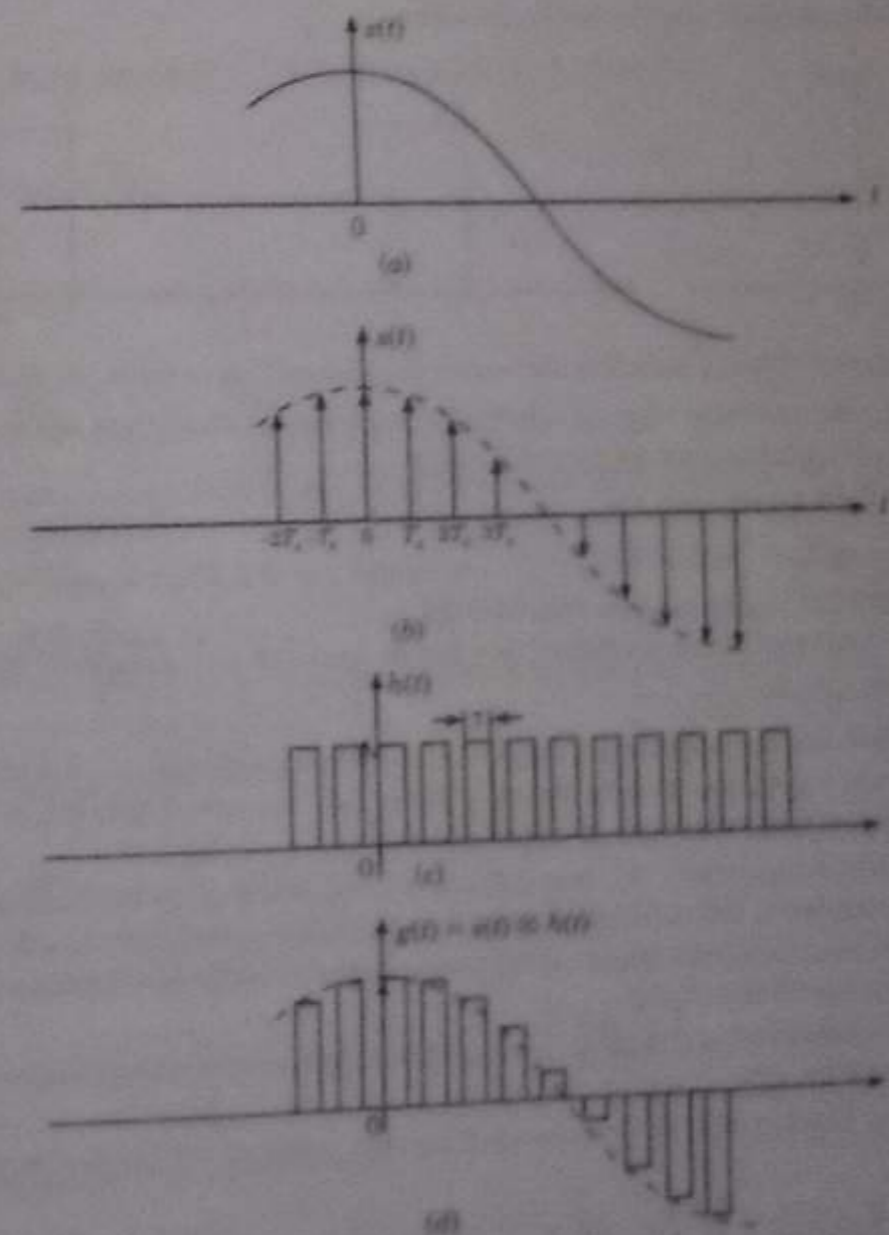 x(t)
t
0
(a)
s(t)
t
-2Tₛ -Tₛ 0 Tₛ 2Tₛ 3Tₛ
(b)
h(t)
τ
0
(c)
g(t) = s(t) ⊗ h(t)
0
(d)